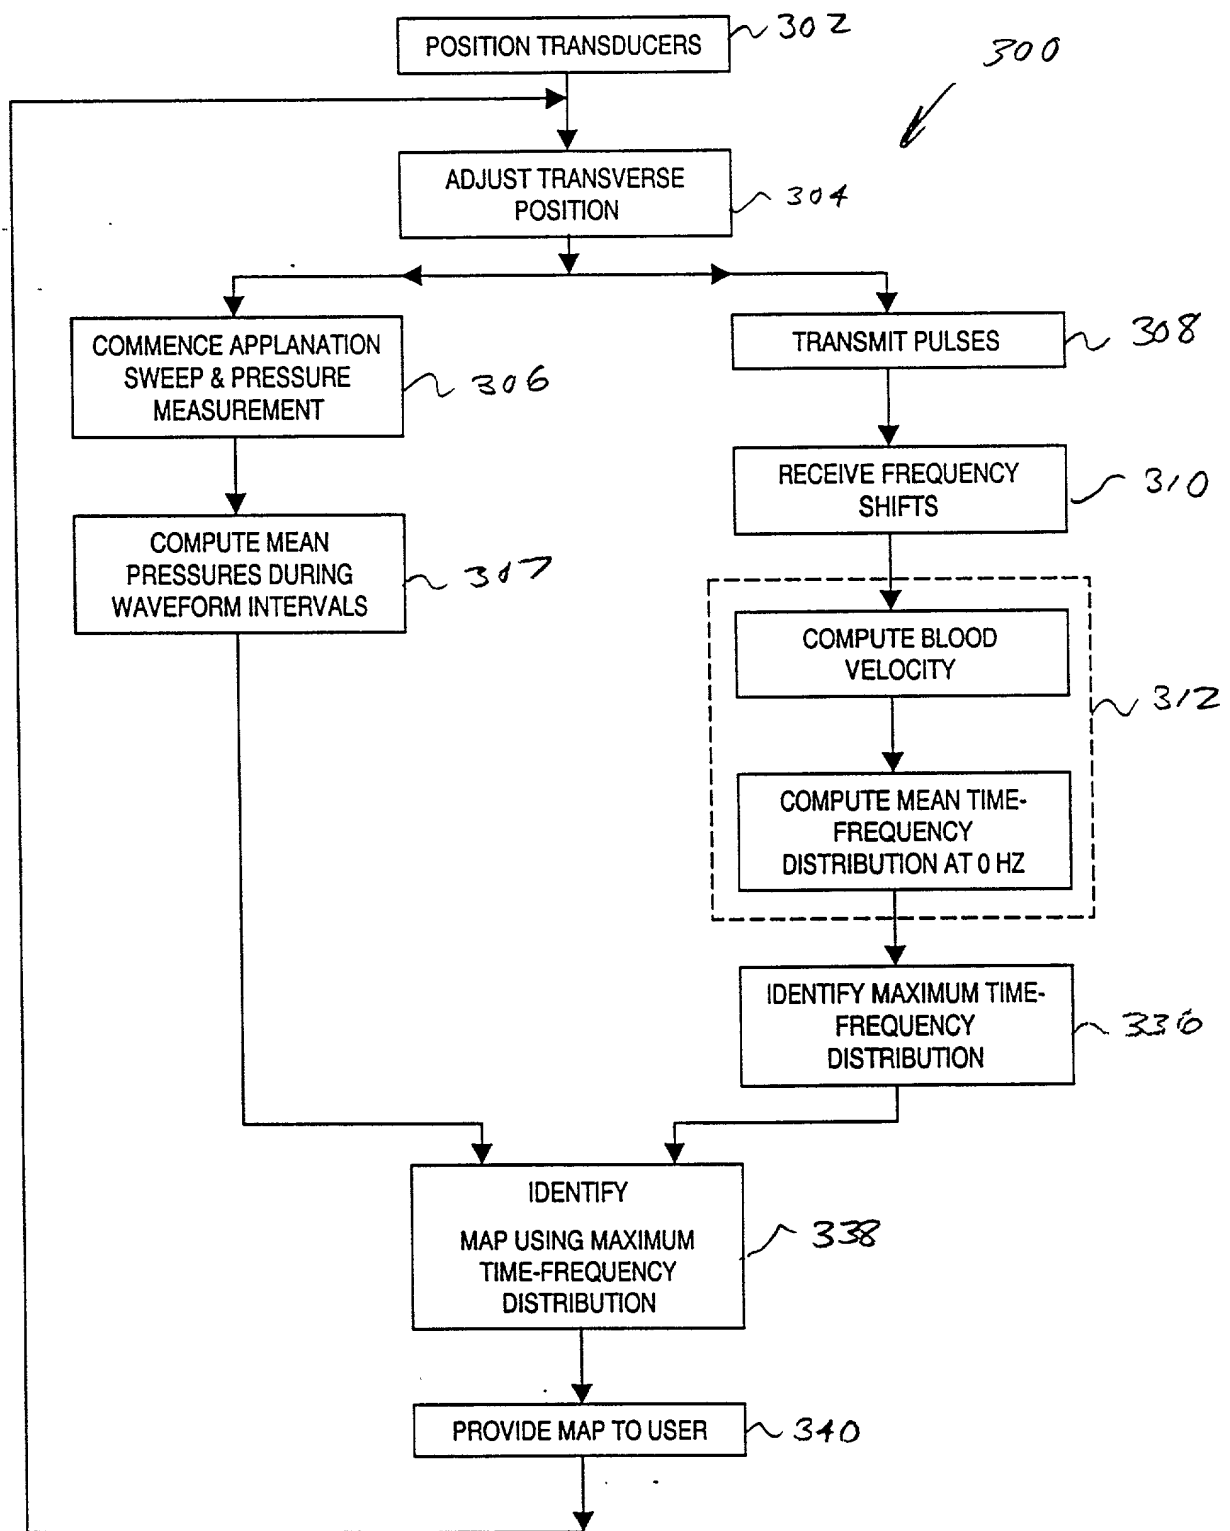 POSITION TRANSDUCERS
302
300
ADJUST TRANSVERSE
POSITION
304
COMMENCE APPLANATION
SWEEP & PRESSURE
MEASUREMENT
306
TRANSMIT PULSES
308
RECEIVE FREQUENCY
SHIFTS
310
COMPUTE MEAN
PRESSURES DURING
WAVEFORM INTERVALS
307
COMPUTE BLOOD
VELOCITY
312
COMPUTE MEAN TIME-
FREQUENCY
DISTRIBUTION AT 0 HZ
IDENTIFY MAXIMUM TIME-
FREQUENCY
DISTRIBUTION
336
IDENTIFY
MAP USING MAXIMUM
TIME-FREQUENCY
DISTRIBUTION
338
PROVIDE MAP TO USER
340